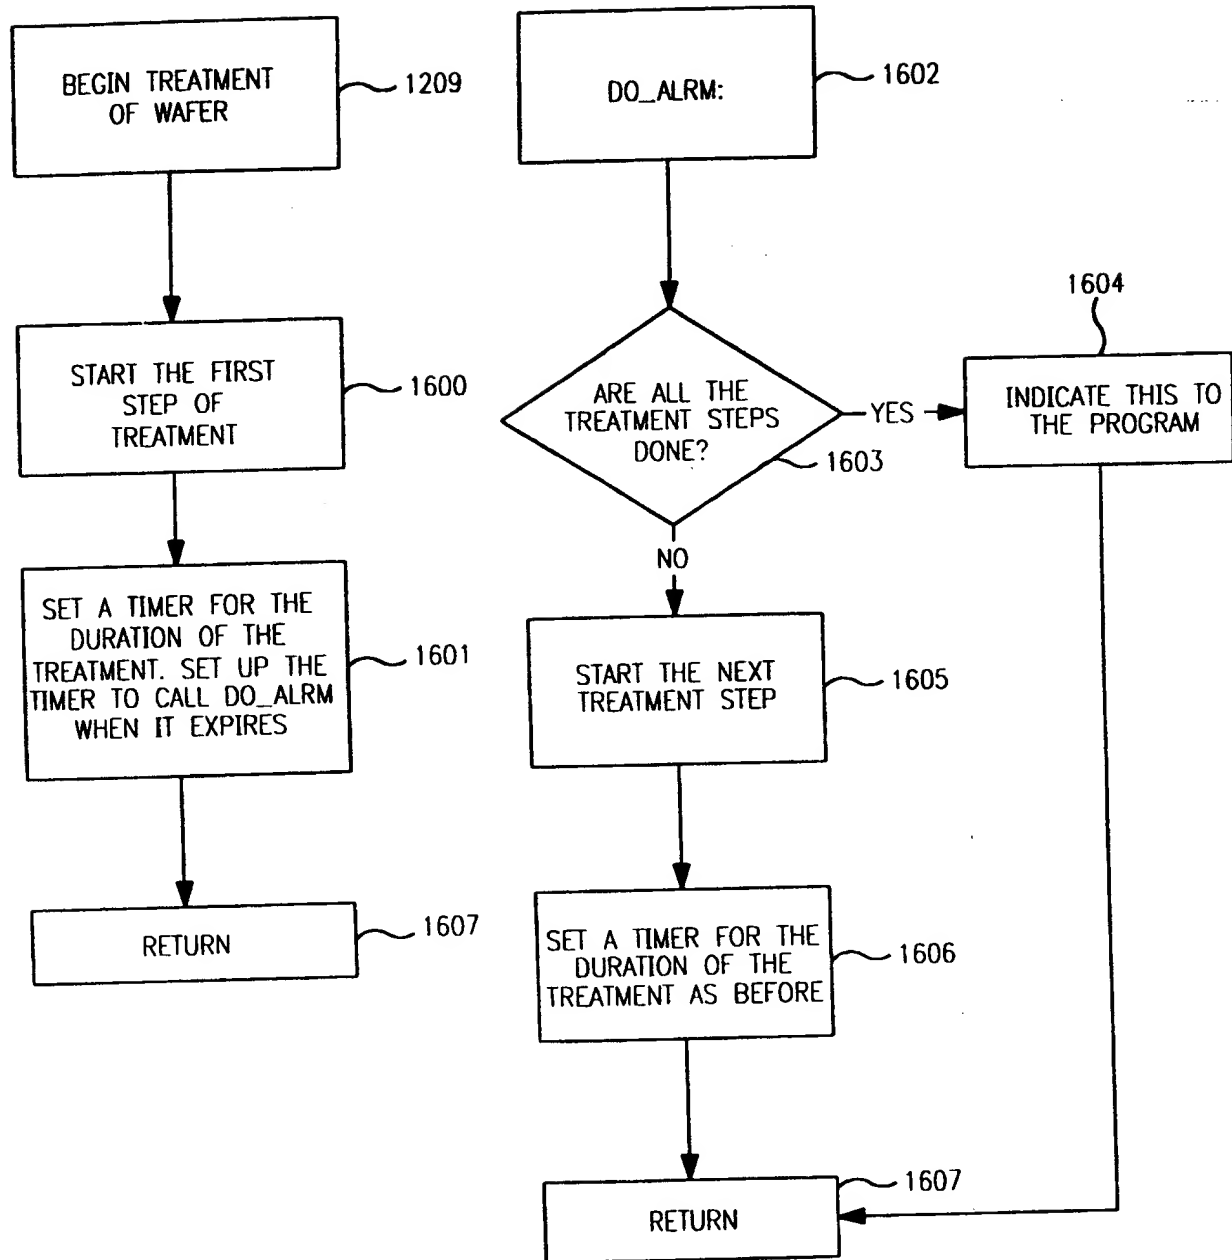 BEGIN TREATMENT
OF WAFER
1209
START THE FIRST
STEP OF
TREATMENT
1600
SET A TIMER FOR THE
DURATION OF THE
TREATMENT. SET UP THE
TIMER TO CALL DO_ALRM
WHEN IT EXPIRES
1601
RETURN
1607
DO_ALRM:
1602
ARE ALL THE
TREATMENT STEPS
DONE?
1603
YES
1604
INDICATE THIS TO
THE PROGRAM
NO
START THE NEXT
TREATMENT STEP
1605
SET A TIMER FOR THE
DURATION OF THE
TREATMENT AS BEFORE
1606
RETURN
1607